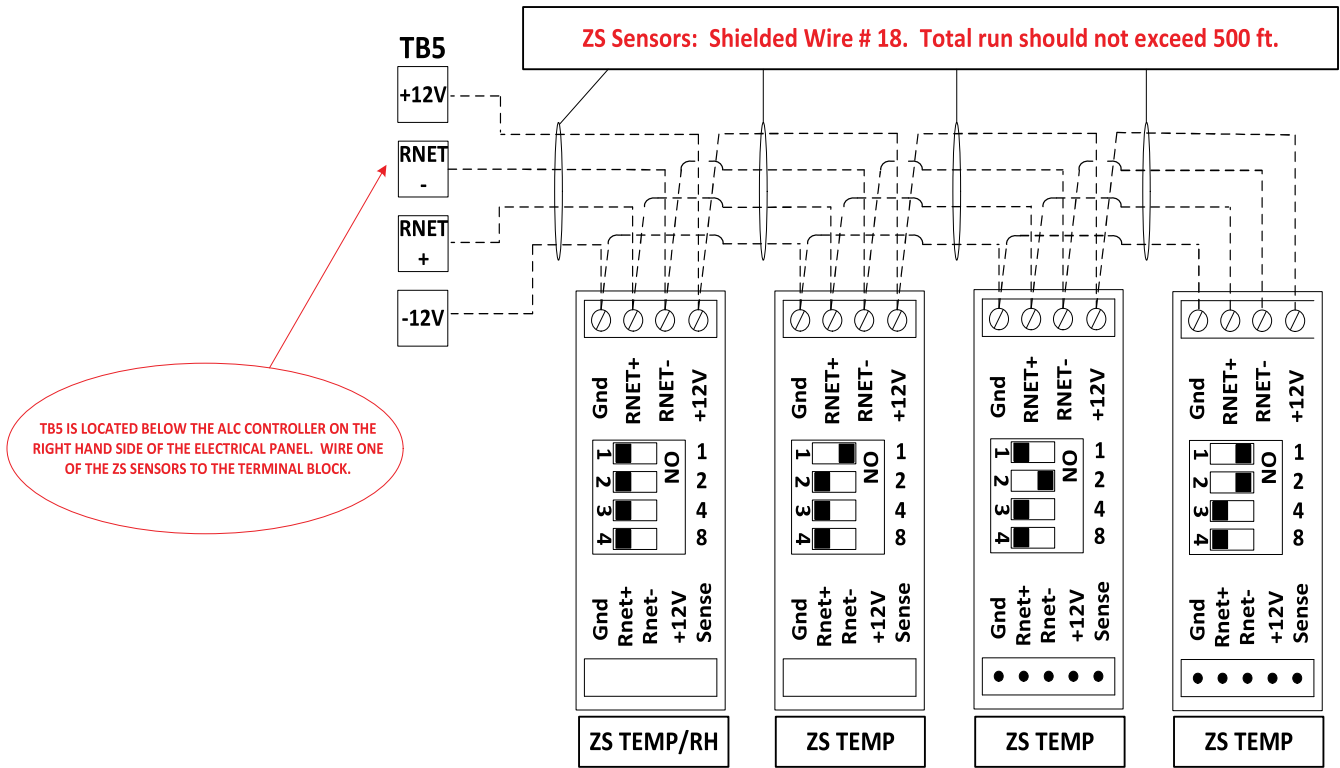 ZS Sensors: Shielded Wire # 18. Total run should not exceed 500 ft.
TB5
+12V
RNET
-
RNET
+
-12V
TB5 IS LOCATED BELOW THE ALC CONTROLLER ON THE
RIGHT HAND SIDE OF THE ELECTRICAL PANEL. WIRE ONE
OF THE ZS SENSORS TO THE TERMINAL BLOCK.
Gnd
RNET+
RNET-
+12V
1
2
3
4
NO
1
2
4
8
Gnd
Rnet+
Rnet-
+12V
Sense
ZS TEMP/RH
Gnd
RNET+
RNET-
+12V
1
2
3
4
NO
1
2
4
8
Gnd
Rnet+
Rnet-
+12V
Sense
ZS TEMP
Gnd
RNET+
RNET-
+12V
1
2
3
4
NO
1
2
4
8
Gnd
Rnet+
Rnet-
+12V
Sense
ZS TEMP
Gnd
RNET+
RNET-
+12V
1
2
3
4
NO
1
2
4
8
Gnd
Rnet+
Rnet-
+12V
Sense
ZS TEMP